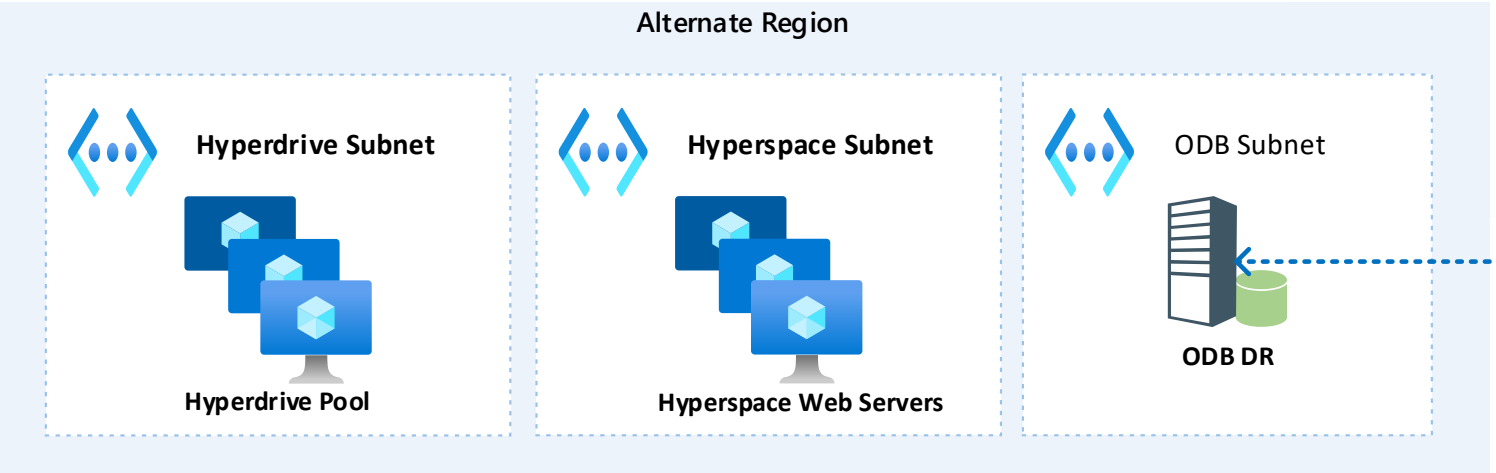 Alternate Region
Hyperdrive Subnet
Hyperdrive Pool
Hyperspace Subnet
Hyperspace Web Servers
ODB Subnet
ODB DR